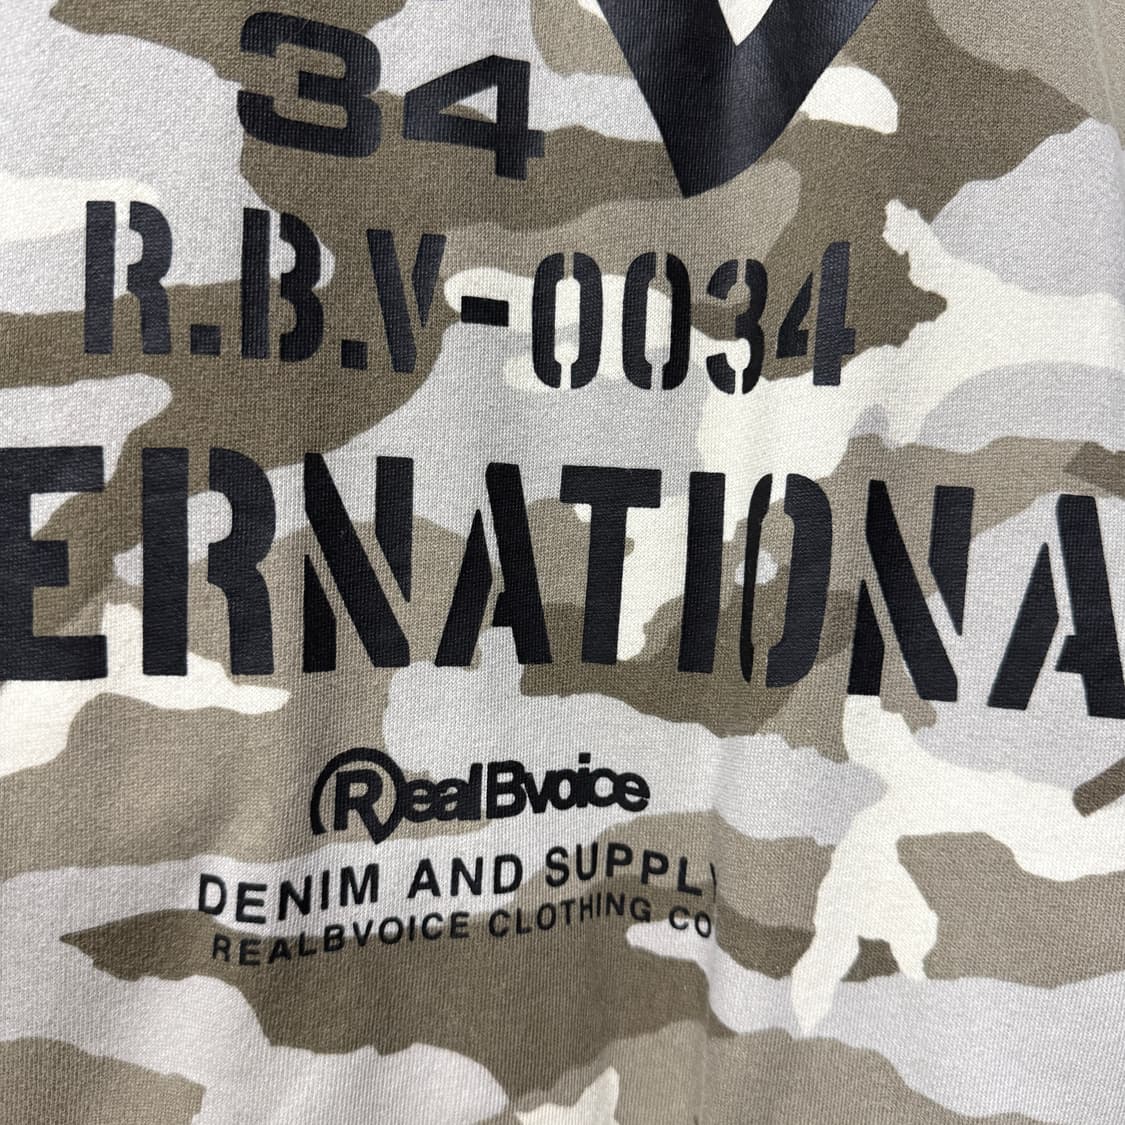 34
R.B.V-0034
ERNATIONA
RealBvoice
DENIM AND SUPPLY
REALBVOICE CLOTHING CO